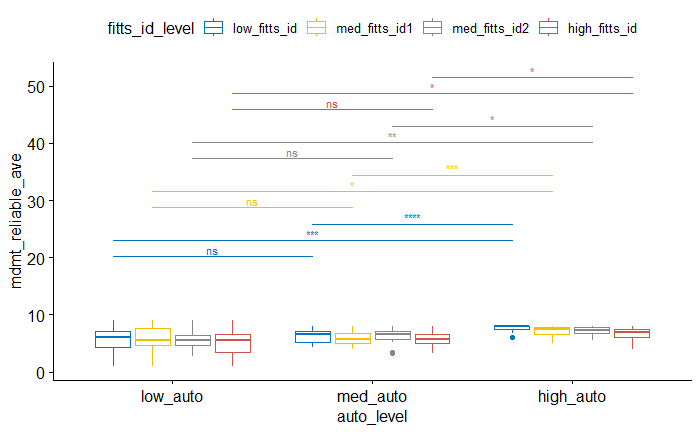 fitts_id_level low_fitts_id med_fitts_id1 med_fitts_id2 high_fitts_id
50
*
*
ns
40
*
**
ns
30
***
*
ns
****
***
20
ns
10
0
mdmt_reliable_ave
low_auto med_auto high_auto
auto_level